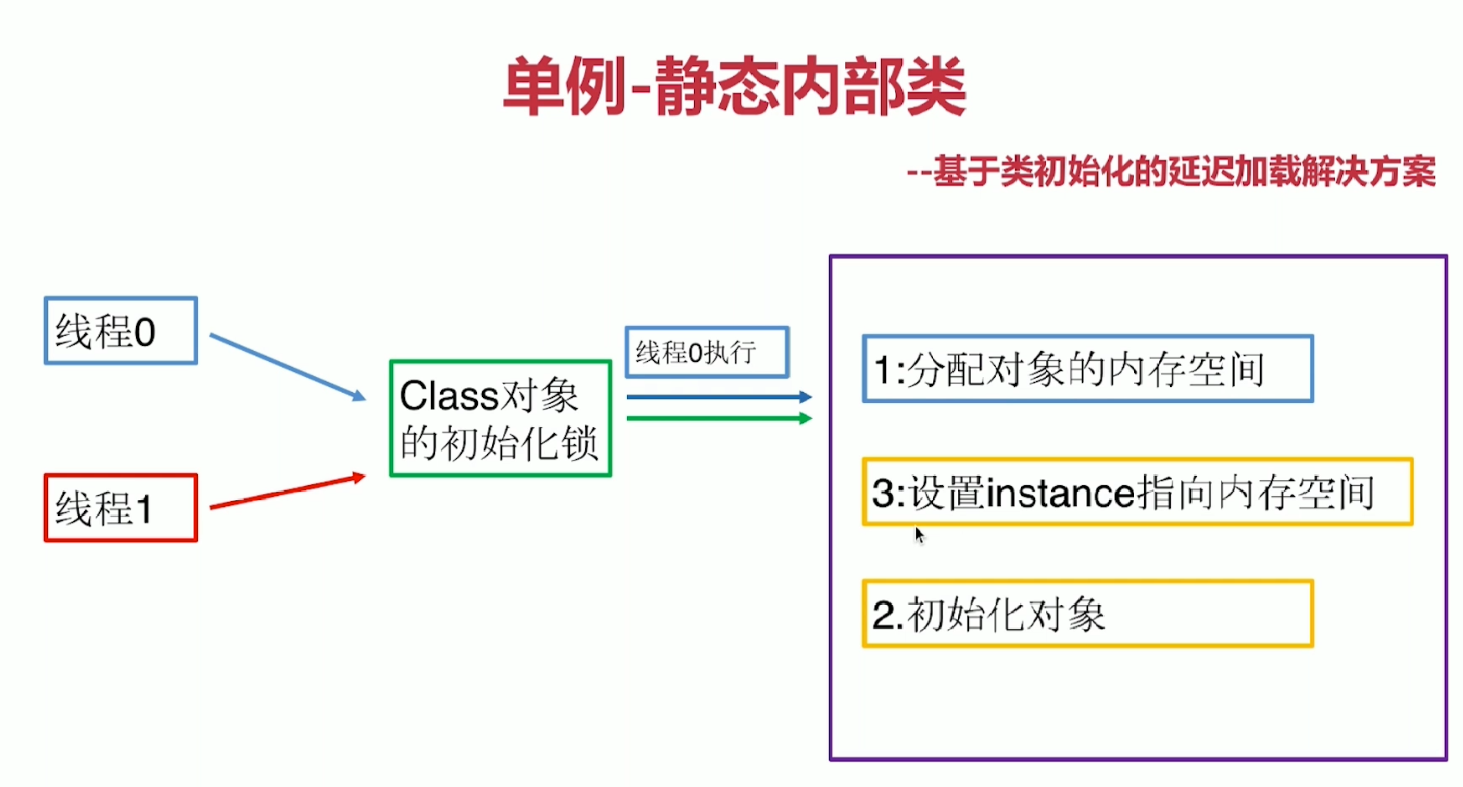 单例-静态内部类
--基于类初始化的延迟加载解决方案
线程0
线程1
Class对象
的初始化锁
线程0执行
1:分配对象的内存空间
3:设置instance指向内存空间
2.初始化对象